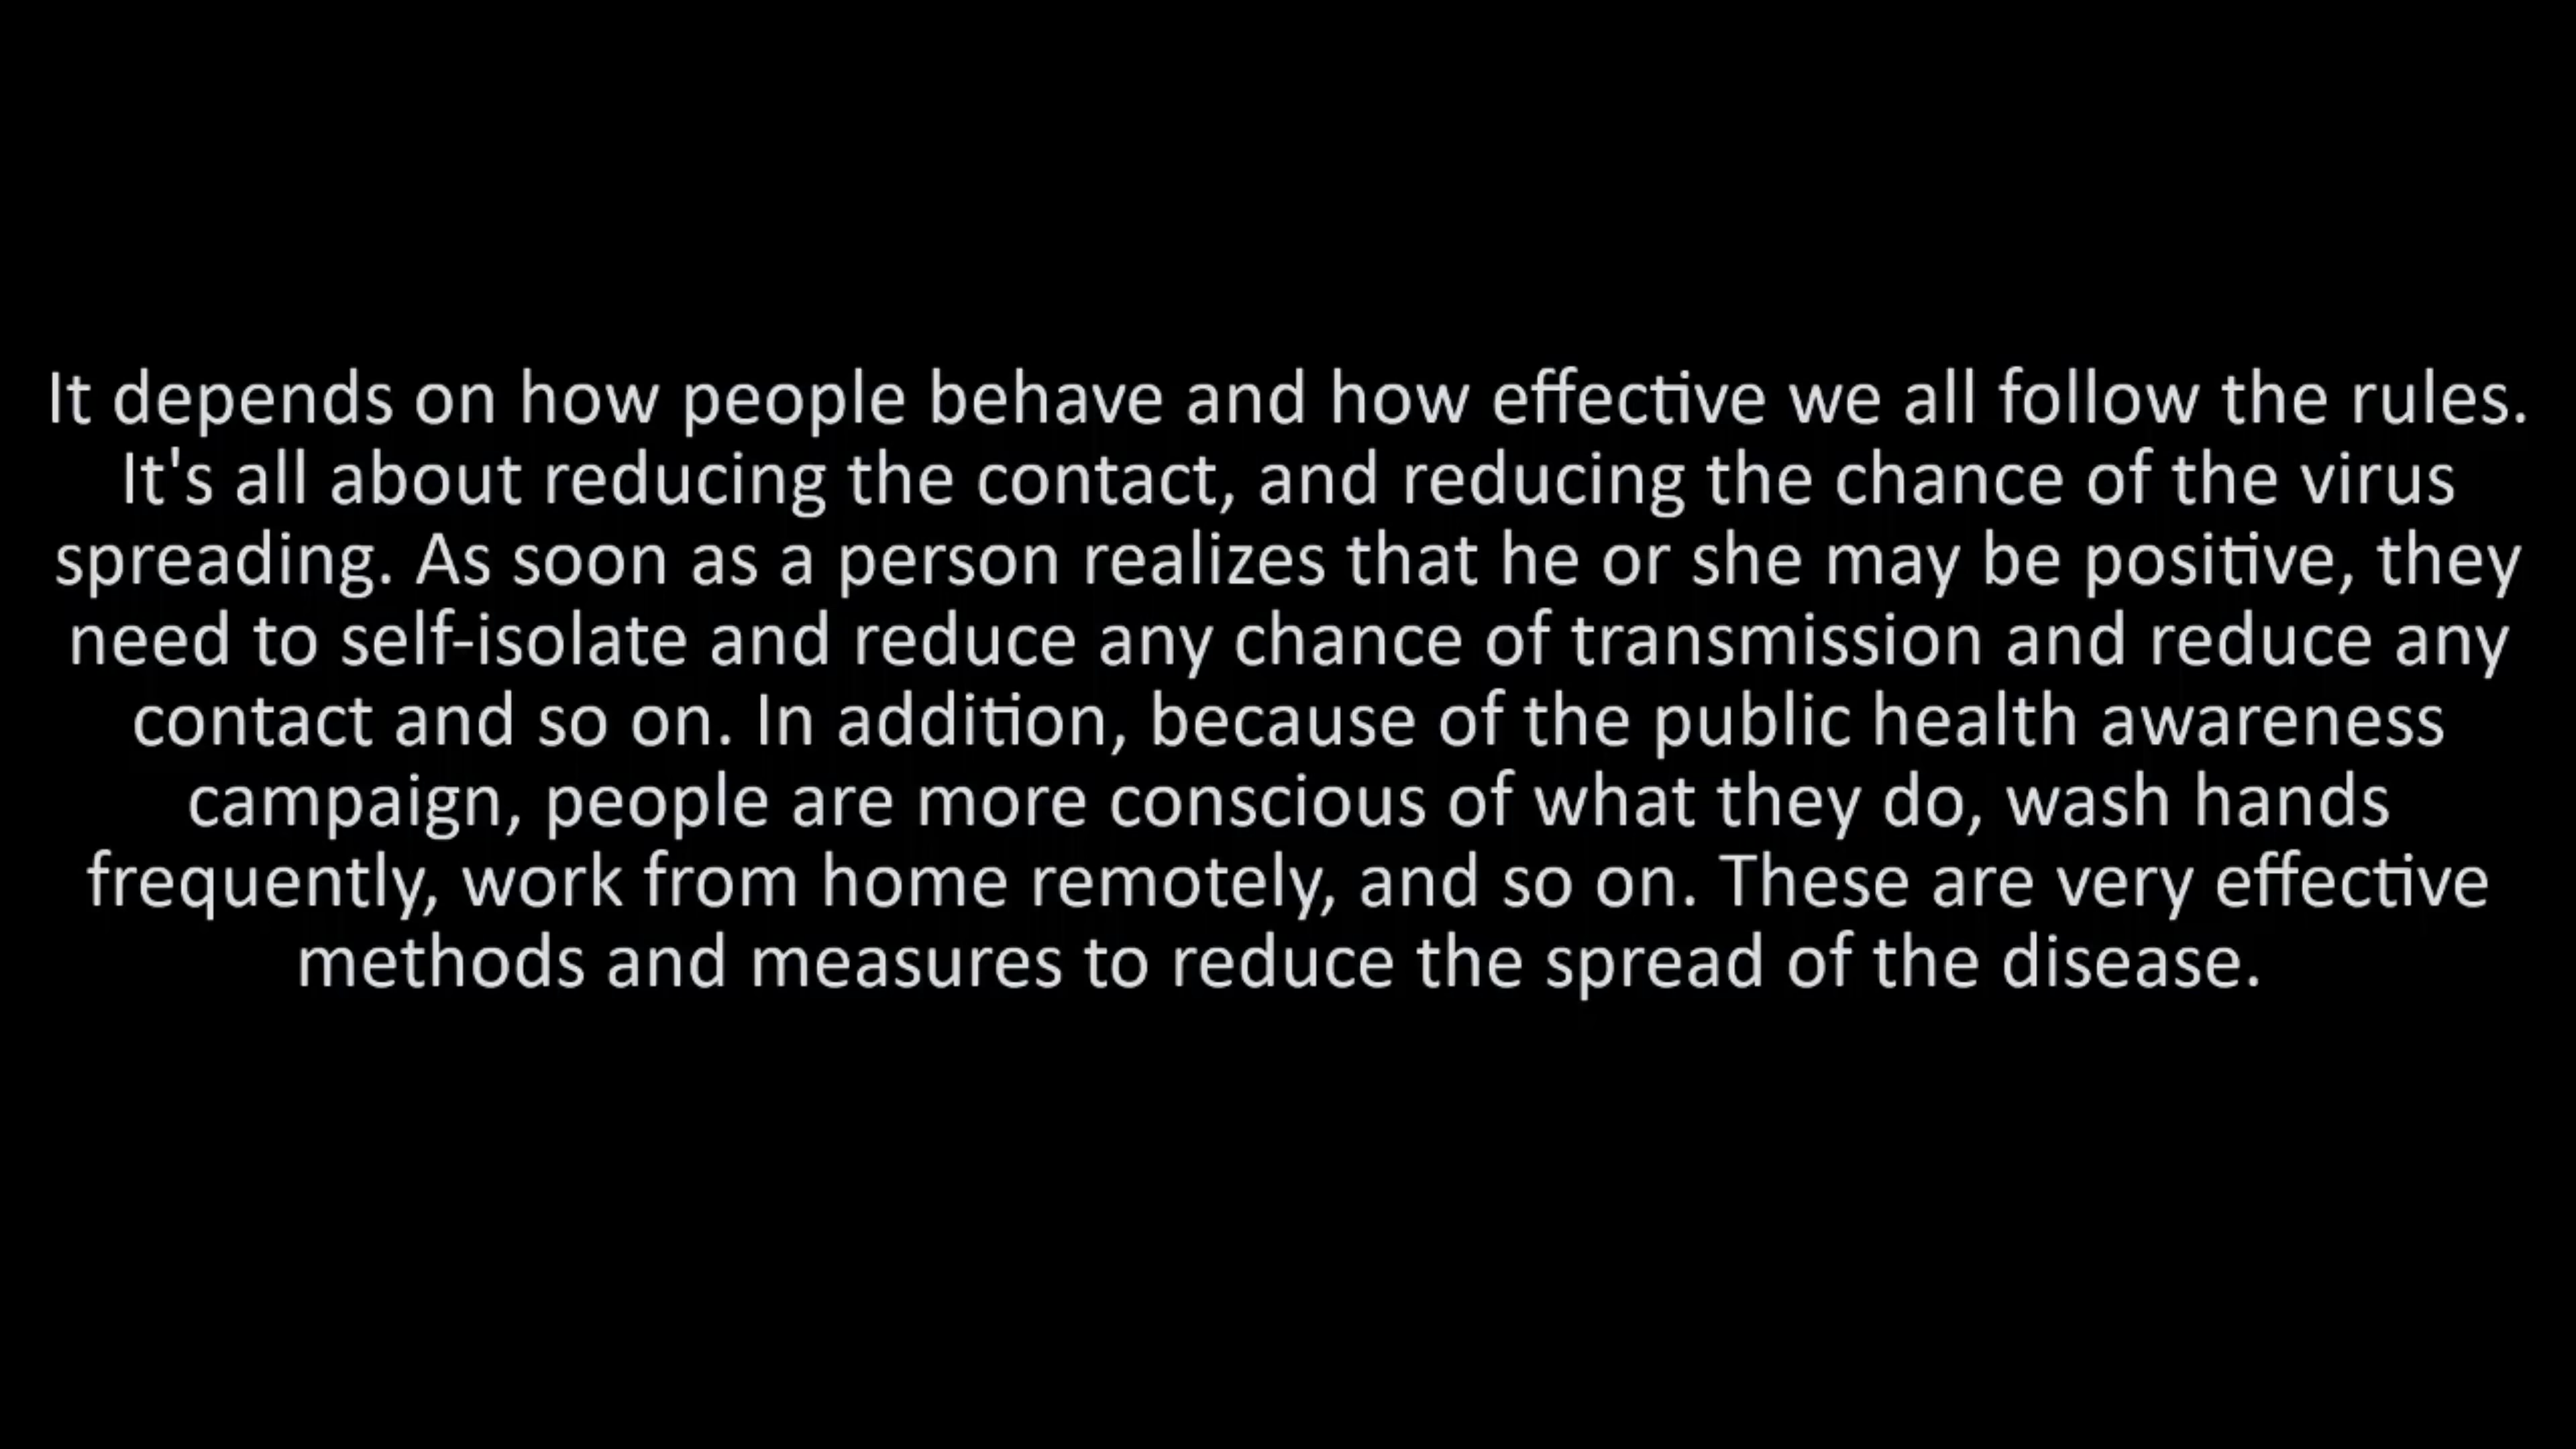 It depends on how people behave and how effective we all follow the rules.
It's all about reducing the contact, and reducing the chance of the virus
spreading. As soon as a person realizes that he or she may be positive, they
need to self-isolate and reduce any chance of transmission and reduce any
contact and so on. In addition, because of the public health awareness
campaign, people are more conscious of what they do, wash hands
frequently, work from home remotely, and so on. These are very effective
methods and measures to reduce the spread of the disease.